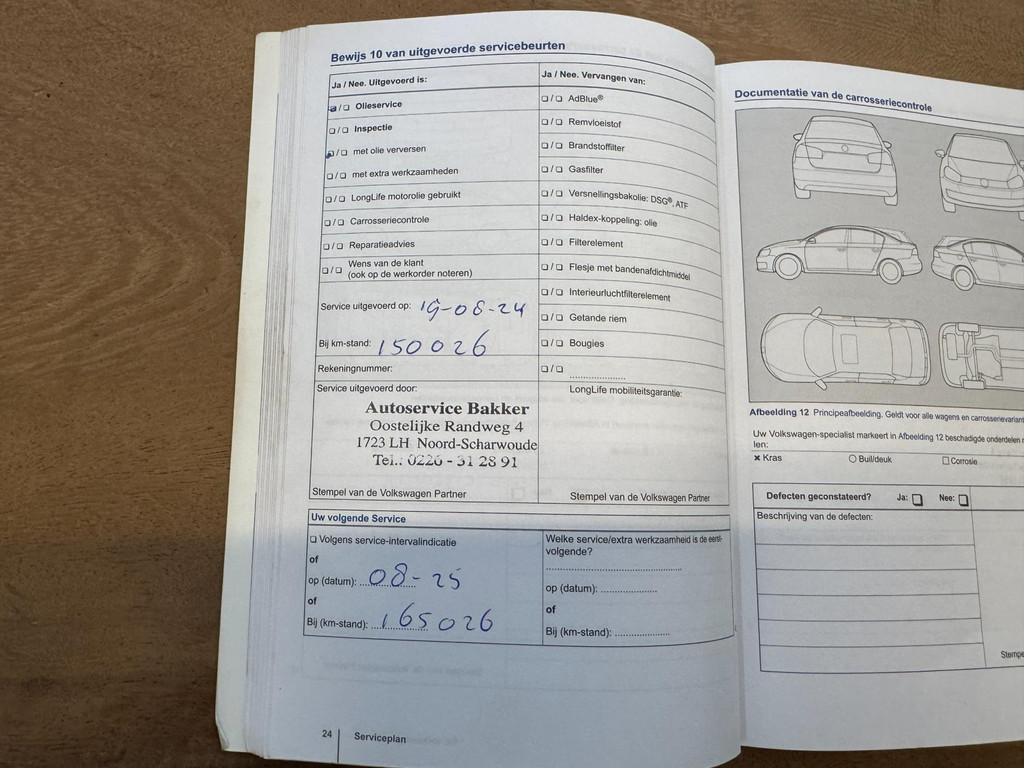 Bewijs 10 van uitgevoerde servicebeurten
Ja / Nee. Uitgevoerd is:
/ Olieservice
/ Inspectie
/ met olie verversen
/ met extra werkzaamheden
/ LongLife motorolie gebruikt
/ Carrosseriecontrole
/ Reparatieadvies
/ Wens van de klant
(ook op de werkorder noteren)
Service uitgevoerd op: 19-08-24
Bij km-stand: 150026
Rekeningnummer:
Service uitgevoerd door:
Autoservice Bakker
Oostelijke Randweg 4
1723 LH Noord-Scharwoude
Tel.: 0226 - 31 28 91
Stempel van de Volkswagen Partner
Ja / Nee. Vervangen van:
/ AdBlue®
/ Remvloeistof
/ Brandstoffilter
/ Gasfilter
/ Versnellingsbakolie: DSG®, ATF
/ Haldex-koppeling: olie
/ Filterelement
/ Flesje met bandenafdichtmiddel
/ Interieurluchtfilterelement
/ Getande riem
/ Bougies
/ ....................
LongLife mobiliteitsgarantie:
Stempel van de Volkswagen Partner
Uw volgende Service
Volgens service-intervalindicatie
of
op (datum): 08-25
of
Bij (km-stand): 165026
Welke service/extra werkzaamheid is de eerst-
volgende?
op (datum): ....................
of
Bij (km-stand): ....................
24 Serviceplan
Documentatie van de carrosseriecontrole
Afbeelding 12 Principeafbeelding. Geldt voor alle wagens en carrosserievariant
Uw Volkswagen-specialist markeert in Afbeelding 12 beschadigde onderdelen
len:
Kras Buil/deuk Corrosie
Defecten geconstateerd? Ja: Nee:
Beschrijving van de defecten:
Stempe